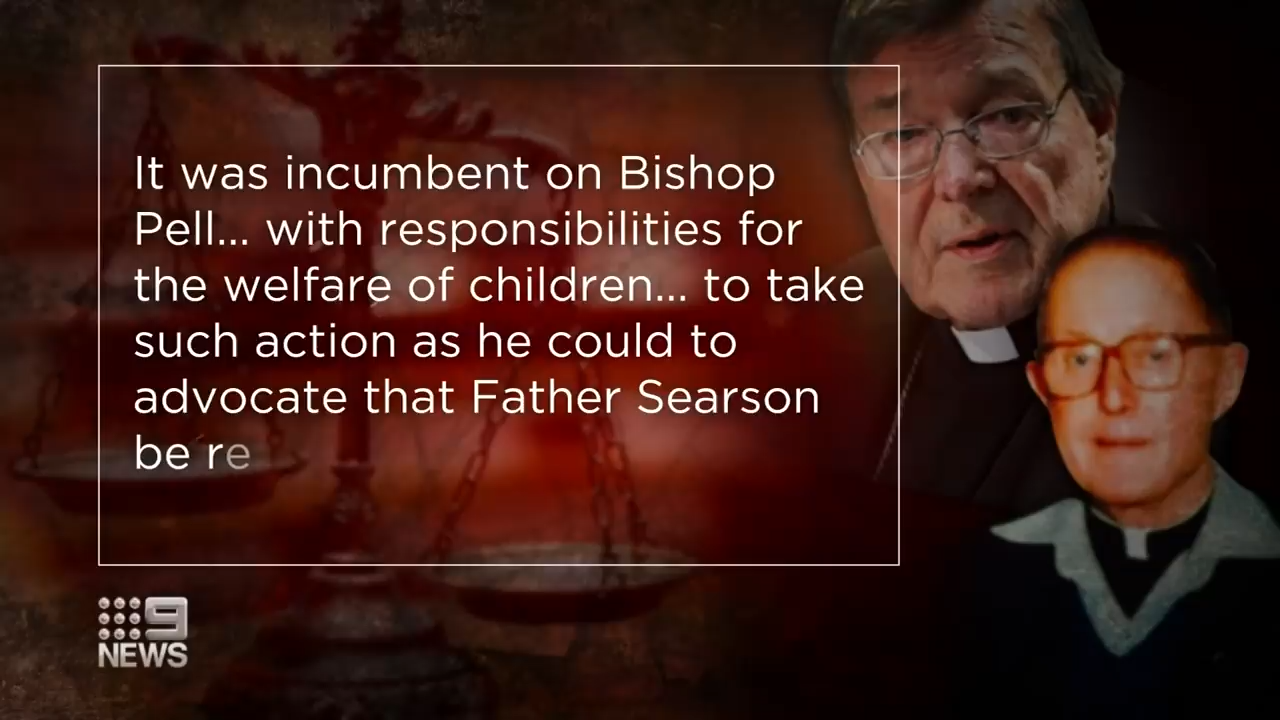 It was incumbent on Bishop
Pell... with responsibilities for
the welfare of children... to take
such action as he could to
advocate that Father Searson
be re
9
NEWS